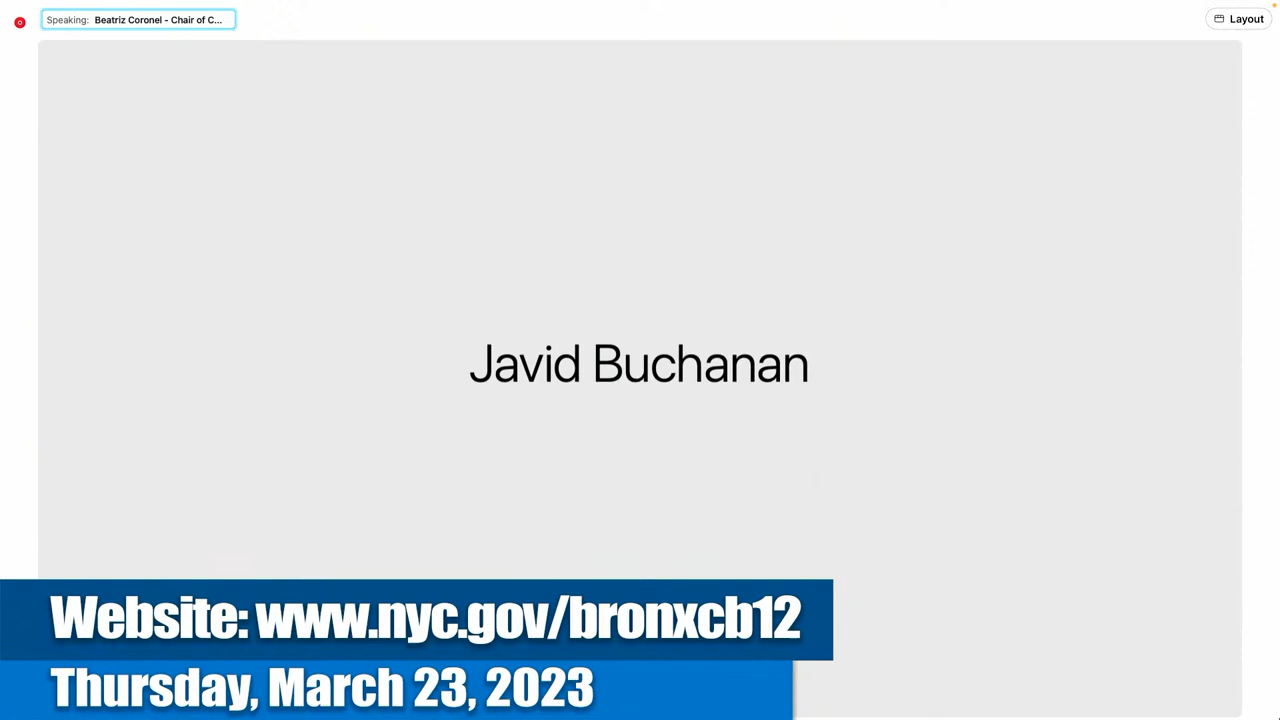 Speaking: Beatriz Coronel - Chair of C...
Layout
Javid Buchanan
Website: www.nyc.gov/bronxcb12
Thursday, March 23, 2023